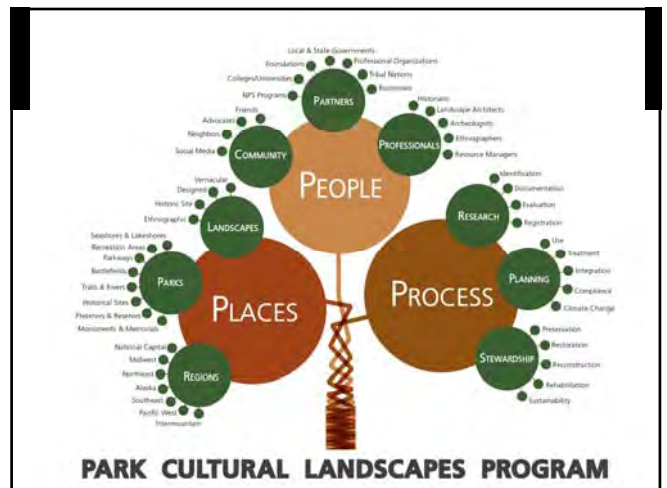 Local & State Governments
Foundations
Professional Organizations
Colleges/Universities
Tribal Nations
NPS Programs
Businesses
PARTNERS
Friends
Advocates
Neighbors
Social Media
COMMUNITY
Historians
Landscape Architects
Archeologists
Ethnographers
Resource Managers
PROFESSIONALS
PEOPLE
Vernacular
Designed
Historic Site
Ethnographic
LANDSCAPES
Seashores & Lakeshores
Recreation Areas
Parkways
Battlefields
Trails & Rivers
Historical Sites
Preserves & Reserves
Monuments & Memorials
PARKS
PLACES
National Capital
Midwest
Northeast
Alaska
Southeast
Pacific West
Intermountain
REGIONS
Identification
Documentation
Evaluation
Registration
RESEARCH
PROCESS
Use
Treatment
Integration
Compliance
Climate Change
PLANNING
Preservation
Restoration
Reconstruction
Rehabilitation
Sustainability
STEWARDSHIP
PARK CULTURAL LANDSCAPES PROGRAM